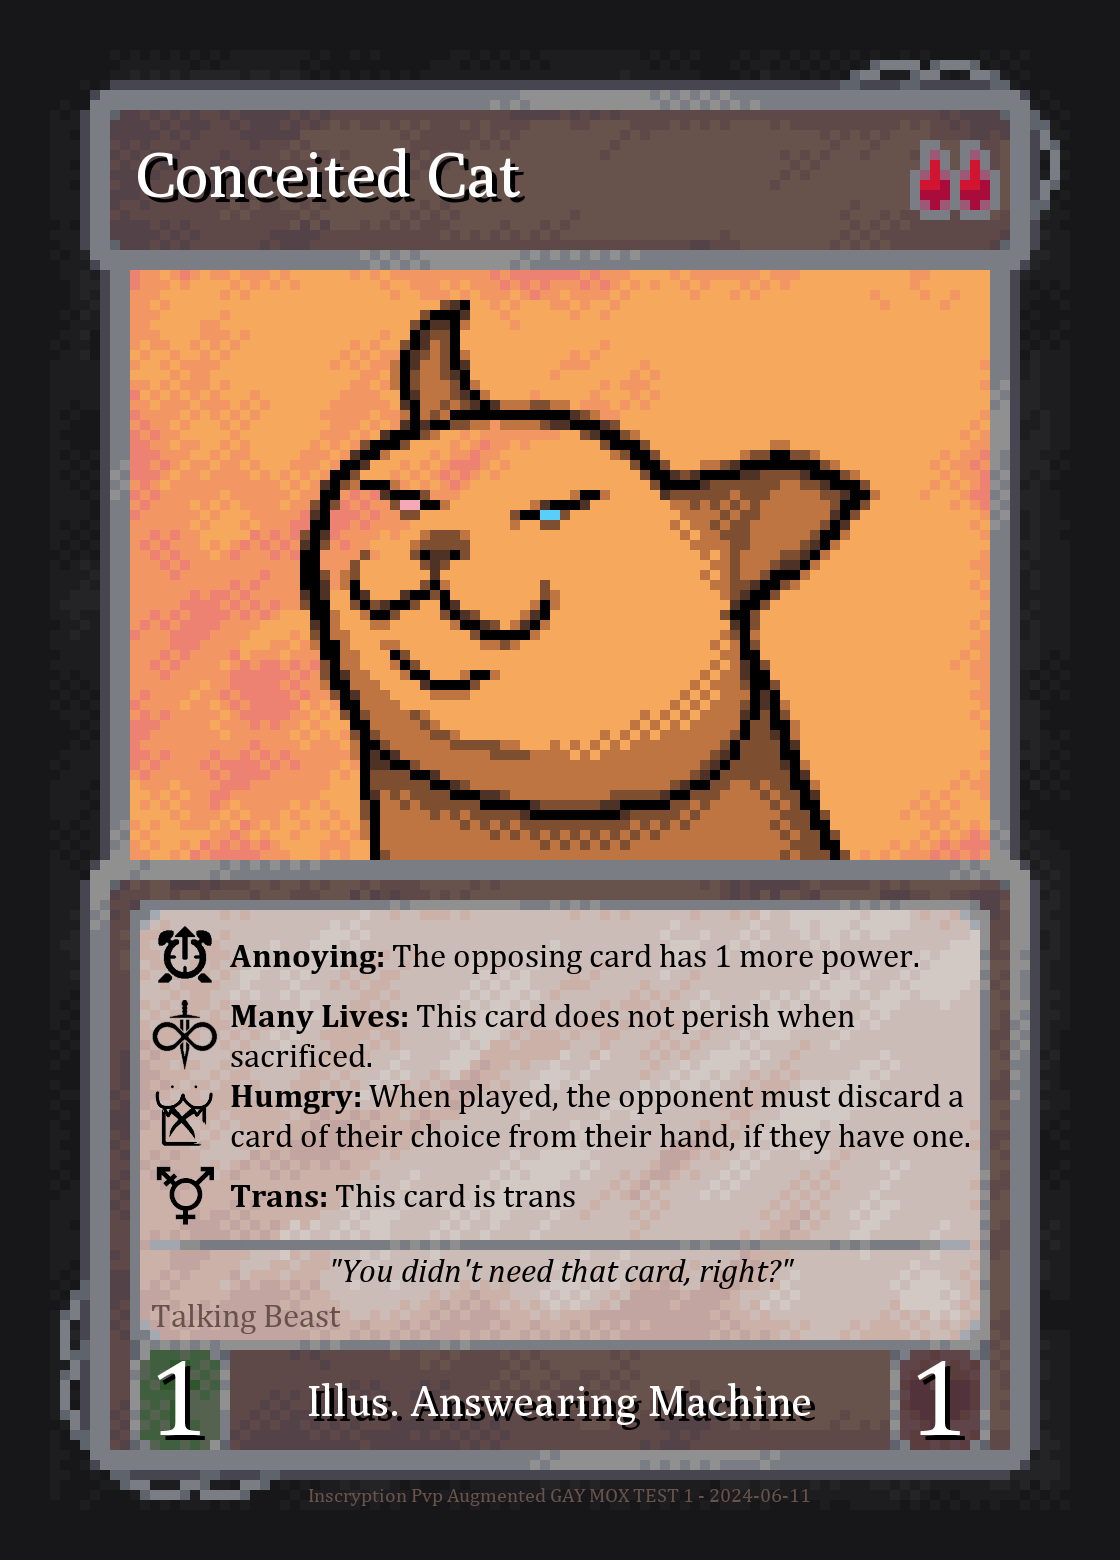 Conceited Cat
Annoying: The opposing card has 1 more power.
Many Lives: This card does not perish when
sacrificed.
Humgry: When played, the opponent must discard a
card of their choice from their hand, if they have one.
Trans: This card is trans
"You didn't need that card, right?"
Talking Beast
1
Illus. Answearing Machine
1
Inscryption Pvp Augmented GAY MOX TEST 1 - 2024-06-11